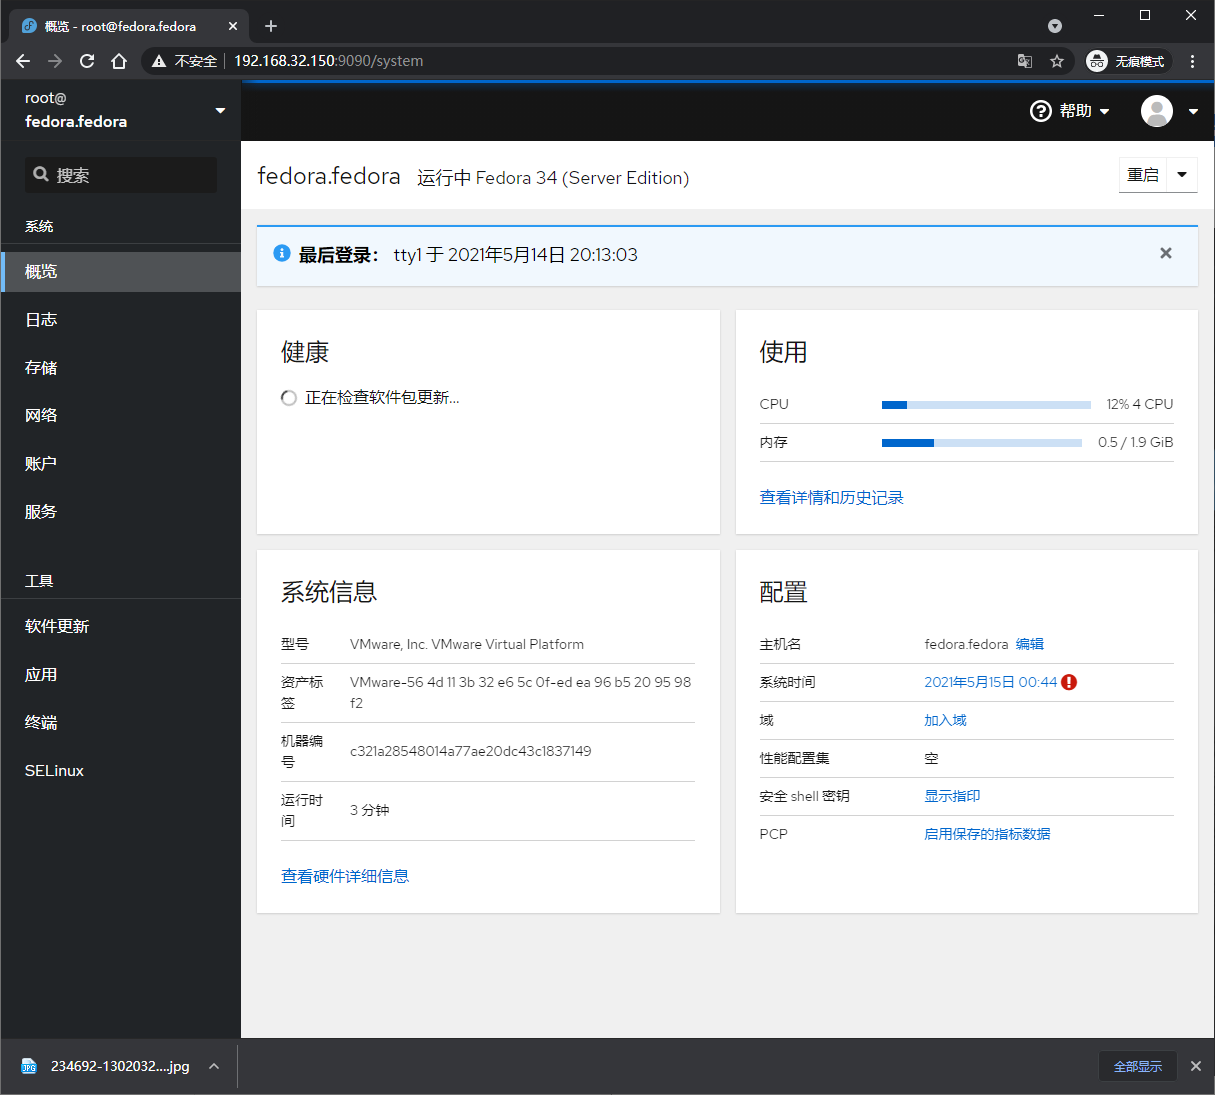 概览 - root@fedora.fedora
不安全 192.168.32.150:9090/system
无痕模式
root@
fedora.fedora
帮助
搜索
系统
概览
日志
存储
网络
账户
服务
工具
软件更新
应用
终端
SELinux
fedora.fedora 运行中 Fedora 34 (Server Edition)
重启
最后登录： tty1 于 2021年5月14日 20:13:03
健康
正在检查软件包更新...
使用
CPU 12% 4 CPU
内存 0.5 / 1.9 GiB
查看详情和历史记录
系统信息
型号 VMware, Inc. VMware Virtual Platform
资产标签 VMware-56 4d 11 3b 32 e6 5c 0f-ed ea 96 b5 20 95 98
f2
机器编号 c321a28548014a77ae20dc43c1837149
运行时间 3 分钟
查看硬件详细信息
配置
主机名 fedora.fedora 编辑
系统时间 2021年5月15日 00:44
域 加入域
性能配置集 空
安全 shell 密钥 显示指印
PCP 启用保存的指标数据
JPG
234692-1302032....jpg
全部显示